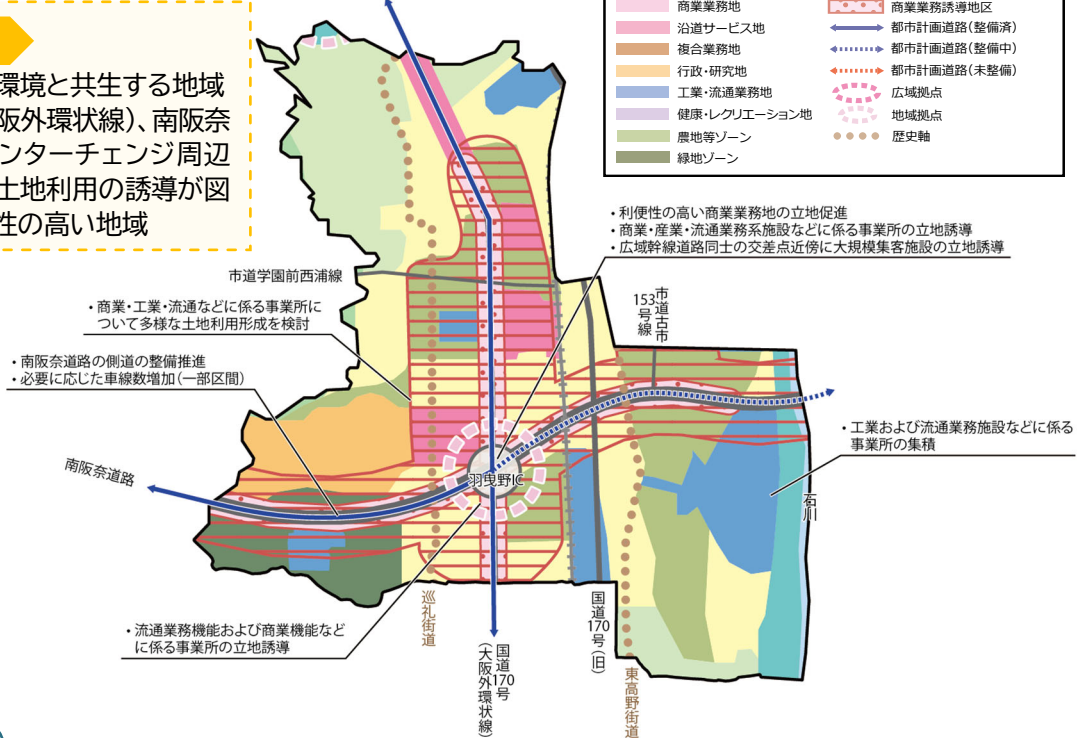 環境と共生する地域
阪外環状線)、南阪奈
ンターチェンジ周辺
土地利用の誘導が図
性の高い地域
商業業務地
沿道サービス地
複合業務地
行政・研究地
工業・流通業務地
健康・レクリエーション地
農地等ゾーン
緑地ゾーン
商業業務誘導地区
都市計画道路(整備済)
都市計画道路(整備中)
都市計画道路(未整備)
広域拠点
地域拠点
歴史軸
・利便性の高い商業業務地の立地促進
・商業・産業・流通業務系施設などに係る事業所の立地誘導
・広域幹線道路同士の交差点近傍に大規模集客施設の立地誘導
市道学園前西浦線
市道古市
153号線
・商業・工業・流通などに係る事業所に
ついて多様な土地利用形成を検討
・南阪奈道路の側道の整備推進
・必要に応じた車線数増加(一部区間)
・工業および流通業務施設などに係る
事業所の集積
南阪奈道路
羽曳野IC
石川
・流通業務機能および商業機能など
に係る事業所の立地誘導
巡礼街道
国道170号
(大阪外環状線)
国道170号(旧)
東高野街道